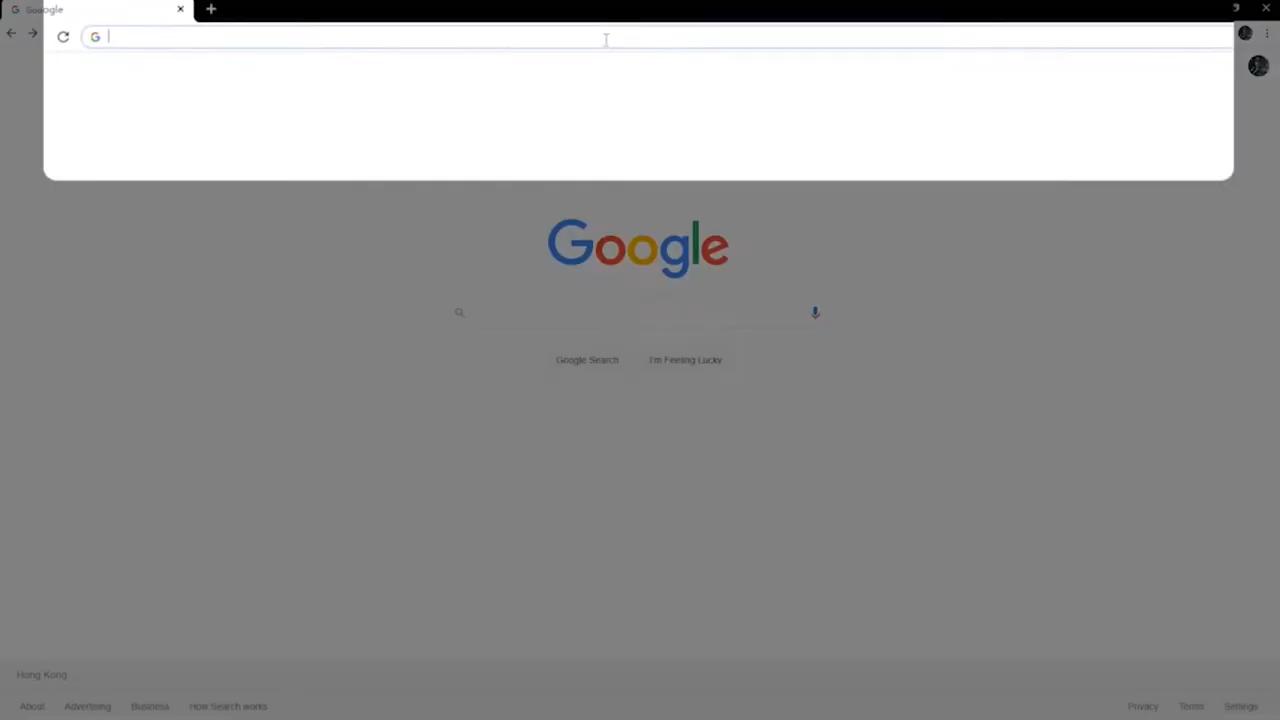 Google
Google
Google Search I'm Feeling Lucky
Hong Kong
About Advertising Business How Search works Privacy Terms Settings